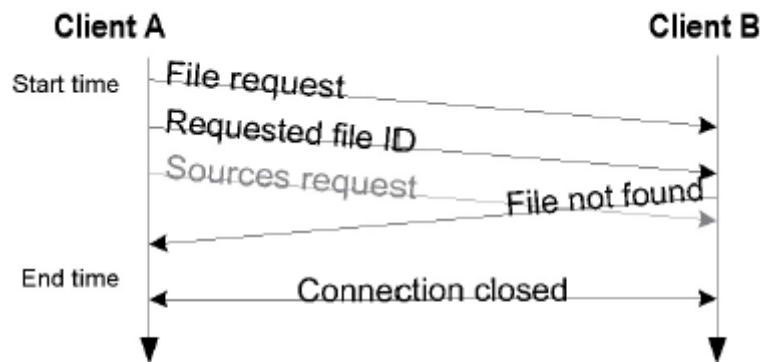 Client A
Client B
Start time
File request
Requested file ID
Sources request
File not found
End time
Connection closed